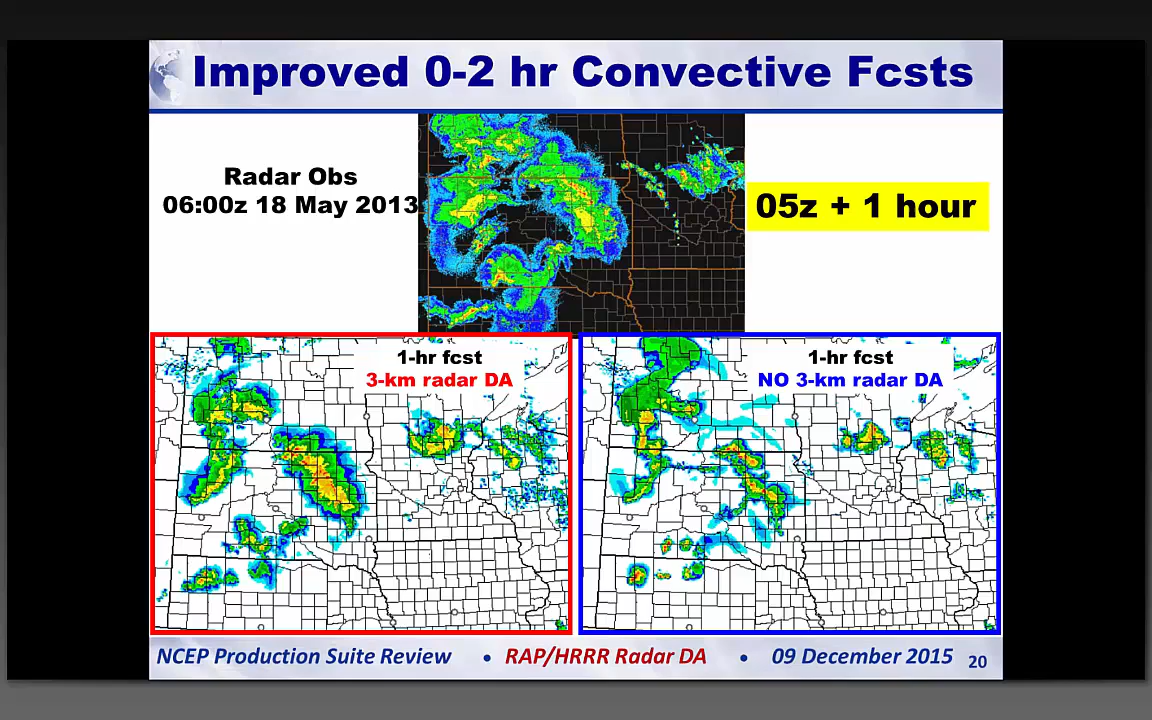 Improved 0-2 hr Convective Fcsts
Radar Obs
06:00z 18 May 2013
05z + 1 hour
1-hr fcst
3-km radar DA
1-hr fcst
NO 3-km radar DA
NCEP Production Suite Review • RAP/HRRR Radar DA • 09 December 2015 20